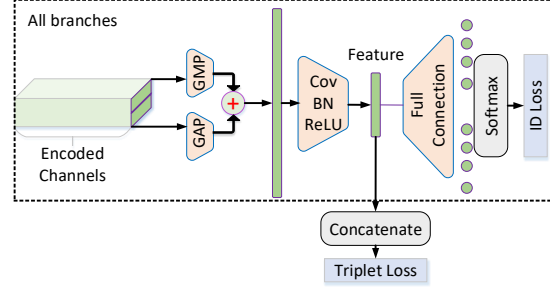 All branches
GMP
GAP
+
Encoded
Channels
Cov
BN
ReLU
Feature
Full
Connection
Softmax
ID Loss
Concatenate
Triplet Loss